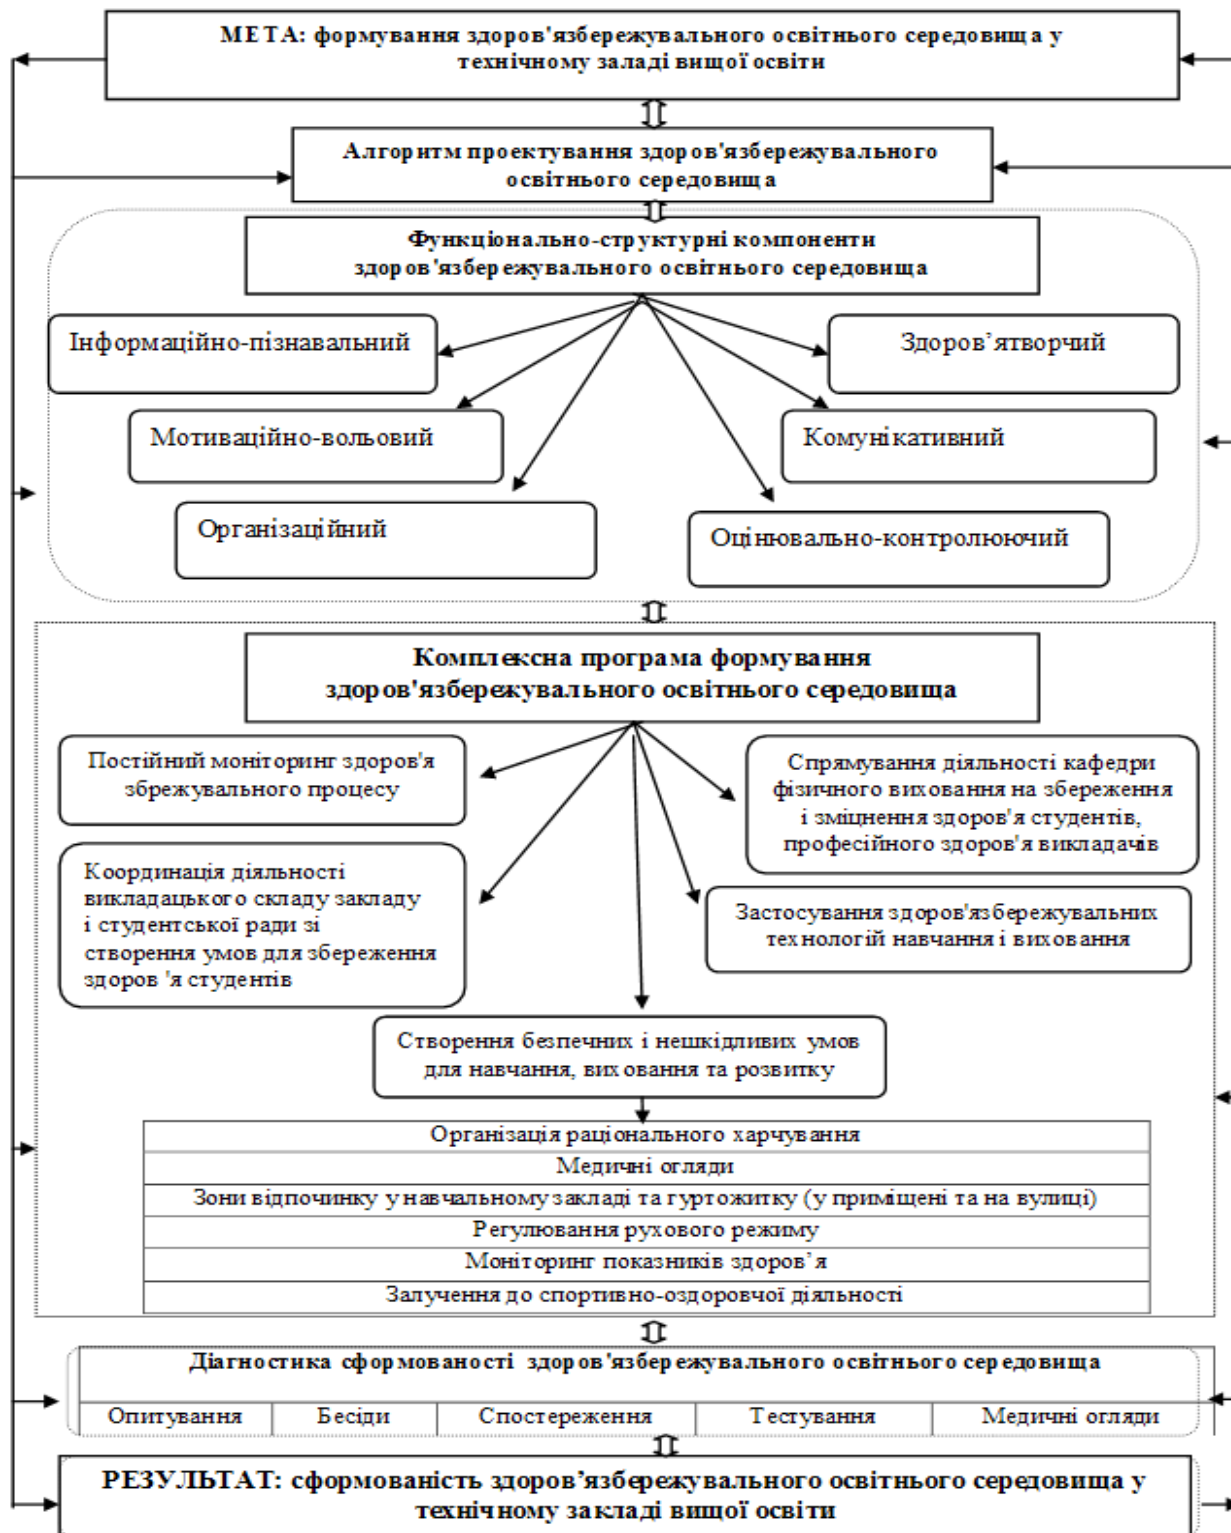 МЕТА: формування здоров'язбережувального освітнього середовища у
технічному заладі вищої освіти
Алгоритм проектування здоров'язбережувального
освітнього середовища
Функціонально-структурні компоненти
здоров'язбережувального освітнього середовища
Інформаційно-пізнавальний
Здоров’ятворчий
Мотиваційно-вольовий
Комунікативний
Організаційний
Оцінювально-контролюючий
Комплексна програма формування
здоров'язбережувального освітнього середовища
Постійний моніторинг здоров'я
збрежувального процесу
Спрямування діяльності кафедри
фізичного виховання на збереження
і зміцнення здоров'я студентів,
професійного здоров'я викладачів
Координація діяльності
викладацького складу закладу
і студентської ради зі
створення умов для збереження
здоров 'я студентів
Застосування здоров'язбережувальних
технологій навчання і виховання
Створення безпечних і нешкідливих умов
для навчання, виховання та розвитку
Організація раціонального харчування
Медичні огляди
Зони відпочинку у навчальному закладі та гуртожитку (у приміщені та на вулиці)
Регулювання рухового режиму
Моніторинг показників здоров’я
Залучення до спортивно-оздоровчої діяльності
Діагностика сформованості здоров'язбережувального освітнього середовища
Опитування Бесіди Спостереження Тестування Медичні огляди
РЕЗУЛЬТАТ: сформованість здоров’язбережувального освітнього середовища у
технічному закладі вищої освіти